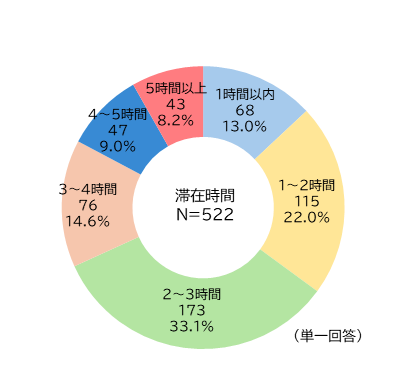 5時間以上
43
8.2%
1時間以内
68
13.0%
4～5時間
47
9.0%
1～2時間
115
22.0%
3～4時間
76
14.6%
滞在時間
N=522
2～3時間
173
33.1%
（単一回答）